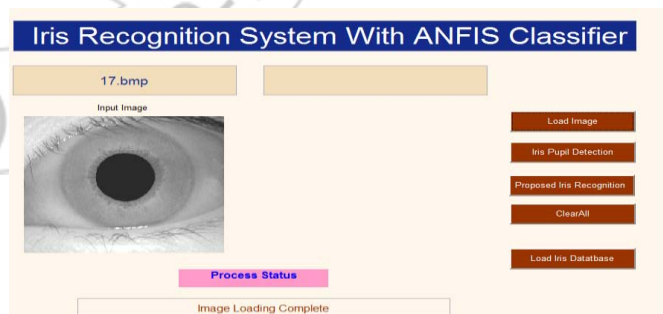 Iris Recognition System With ANFIS Classifier
17.bmp
Input Image
Load Image
Iris Pupil Detection
Proposed Iris Recognition
ClearAll
Load Iris Datatbase
Process Status
Image Loading Complete